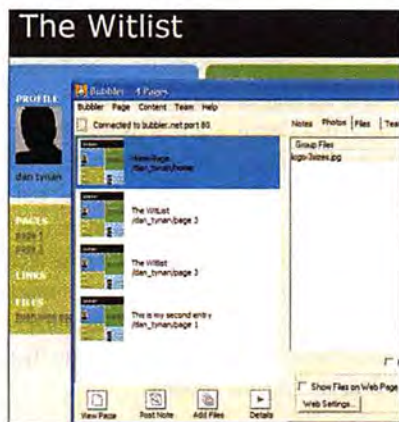 The Witlist
PROFILE
dan tynan
PAGES
page 1
page 2
LINKS
FILES
Bubbler - 4 Pages
Bubbler Page Content Team Help
Connected to bubbler.net port 80
Home Page
/dan_tynan/home
The WitList
/dan_tynan/page 3
The Witlist
/dan_tynan/page 3
This is my second entry
/dan_tynan/page 1
View Page Post Note Add Files Details
Notes Photos Files
Group Files
Show Files on Web Page
Web Settings...